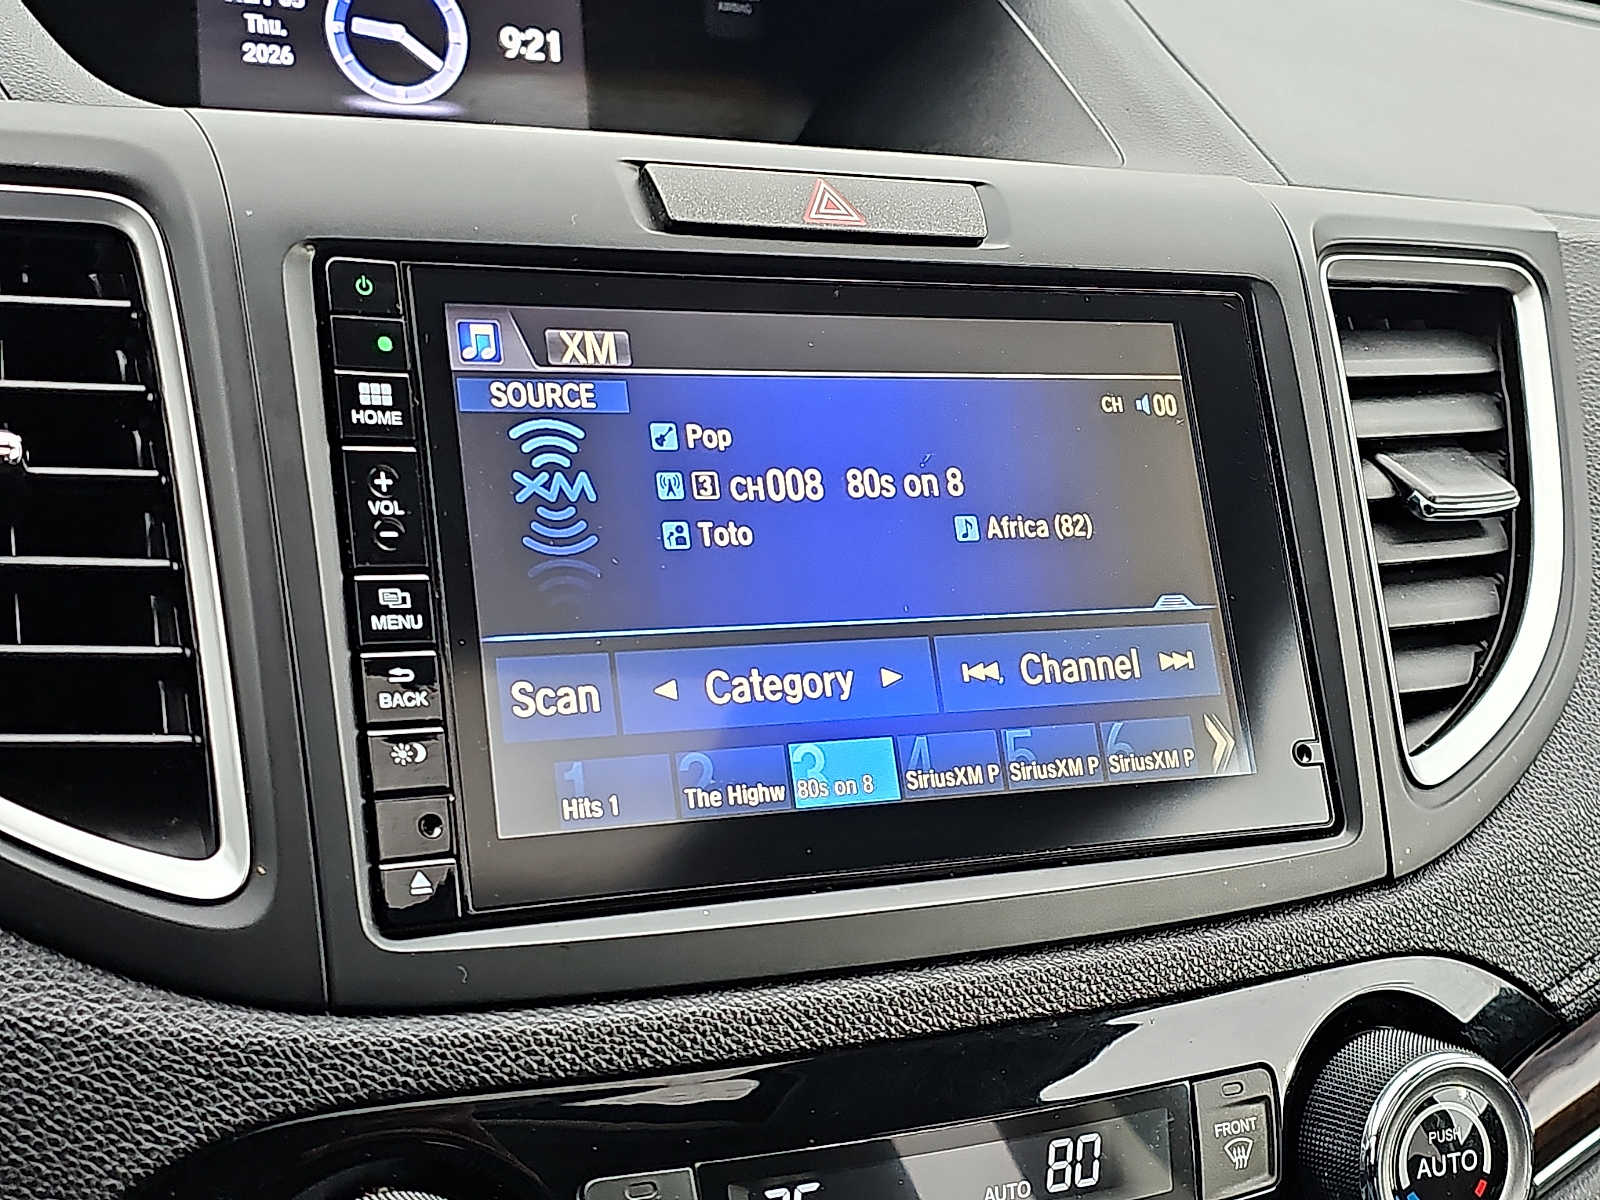 Thu.
2026
9:21
XM
HOME
SOURCE
CH 00
+
VOL
-
Pop
XM
3 CH008 80s on 8
Toto
Africa (82)
MENU
BACK
Scan
Category
Channel
1 Hits 1
2 The Highw
3 80s on 8
4 SiriusXM P
5 SiriusXM P
6 SiriusXM P
FRONT
80
AUTO
PUSH
AUTO